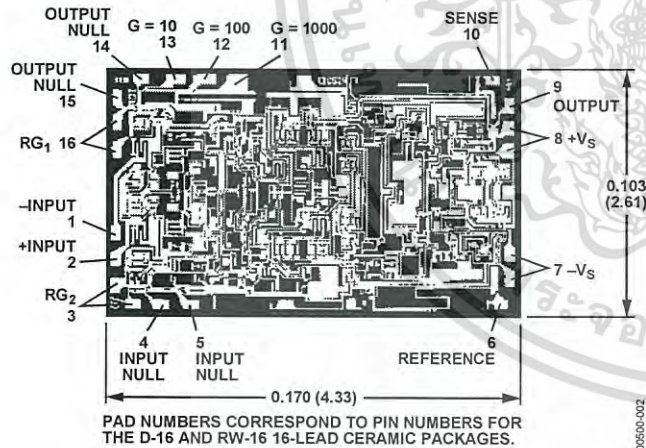 OUTPUT
NULL
14
G = 10
13
G = 100
12
G = 1000
11
SENSE
10
OUTPUT
NULL
15
RG1 16
–INPUT
1
+INPUT
2
RG2
3
4
INPUT
NULL
5
INPUT
NULL
REFERENCE
6
7 –VS
8 +VS
9
OUTPUT
0.103
(2.61)
0.170 (4.33)
PAD NUMBERS CORRESPOND TO PIN NUMBERS FOR
THE D-16 AND RW-16 16-LEAD CERAMIC PACKAGES.
00500-002